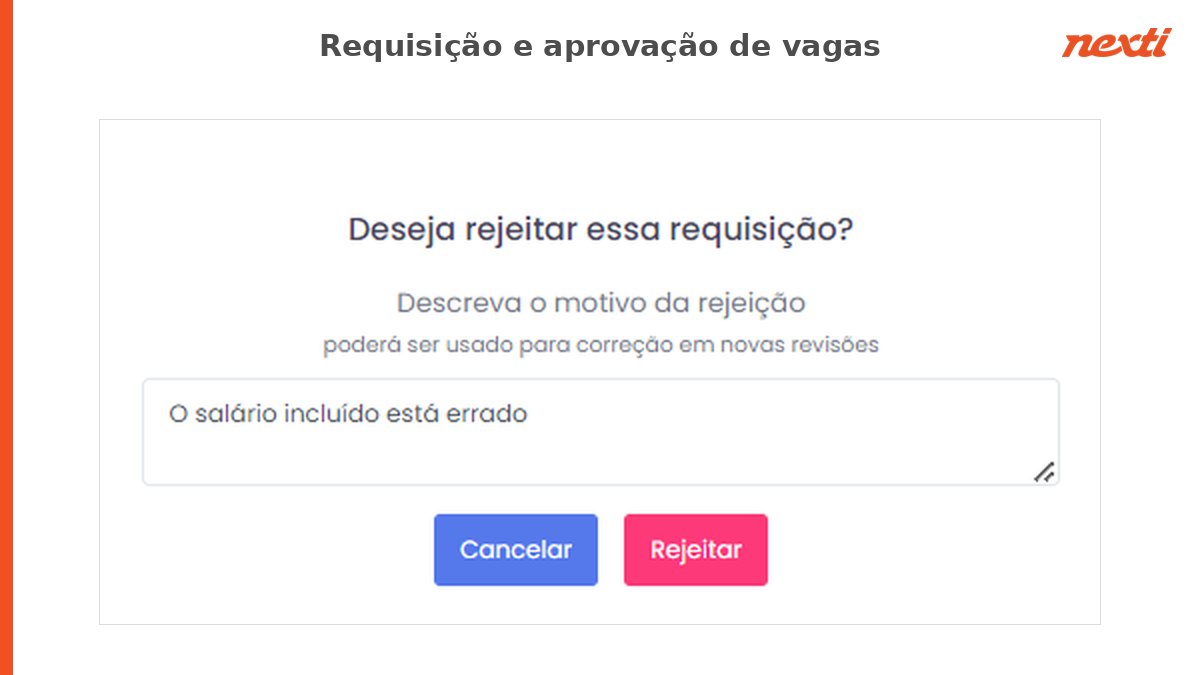 Requisição e aprovação de vagas
nexti
Deseja rejeitar essa requisição?
Descreva o motivo da rejeição
poderá ser usado para correção em novas revisões
O salário incluído está errado
Cancelar
Rejeitar